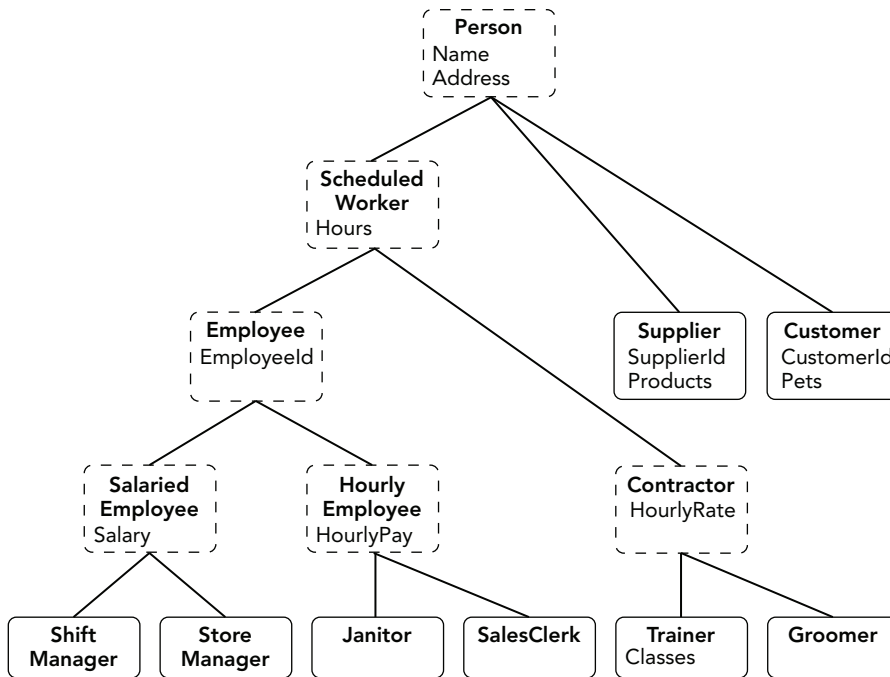 Person
Name
Address
Scheduled
Worker
Hours
Employee
EmployeeId
Supplier
SupplierId
Products
Customer
CustomerId
Pets
Salaried
Employee
Salary
Hourly
Employee
HourlyPay
Contractor
HourlyRate
Shift
Manager
Store
Manager
Janitor
SalesClerk
Trainer
Classes
Groomer